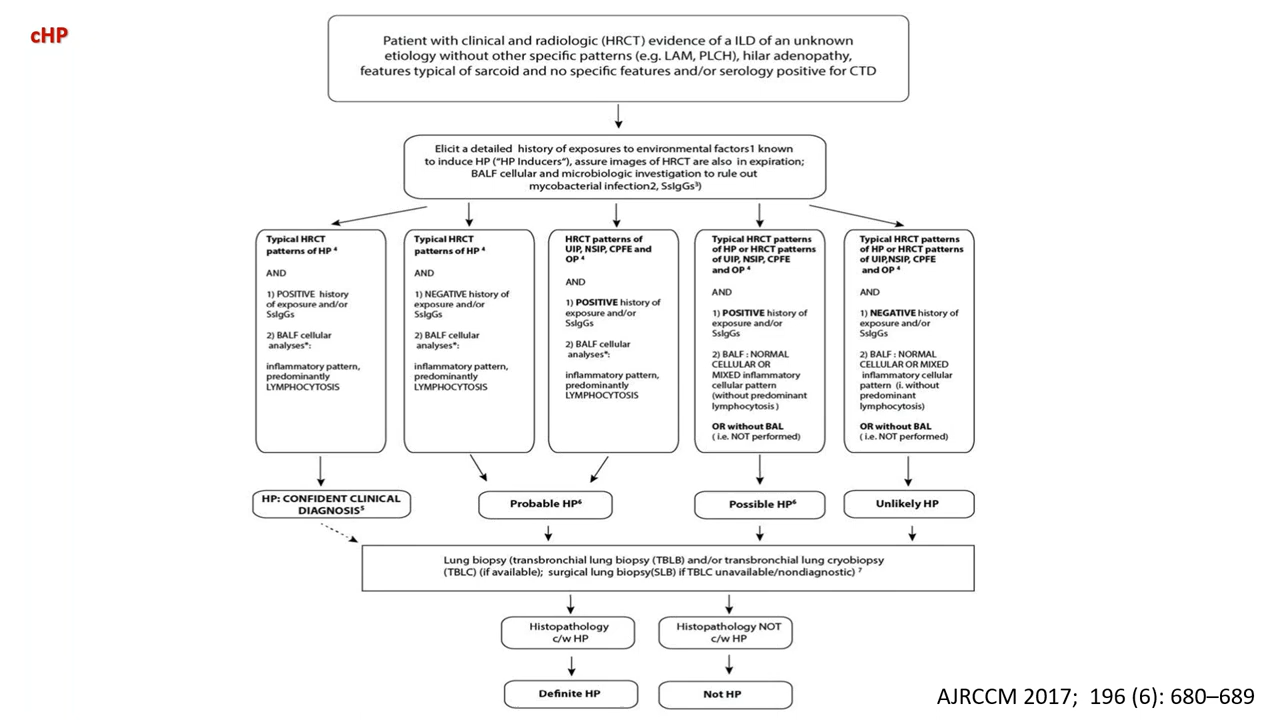 cHP
Patient with clinical and radiologic (HRCT) evidence of a ILD of an unknown
etiology without other specific patterns (e.g. LAM, PLCH), hilar adenopathy,
features typical of sarcoid and no specific features and/or serology positive for CTD
Elicit a detailed history of exposures to environmental factors1 known
to induce HP ("HP Inducers"), assure images of HRCT are also in expiration;
BALF cellular and microbiologic investigation to rule out
mycobacterial infection2, SsIgGs³)
Typical HRCT
patterns of HP ⁴
AND
1) POSITIVE history
of exposure and/or
SsIgGs
2) BALF cellular
analyses*:
inflammatory pattern,
predominantly
LYMPHOCYTOSIS
Typical HRCT
patterns of HP ⁴
AND
1) NEGATIVE history of
exposure and/or
SsIgGs
2) BALF cellular
analyses*:
inflammatory pattern,
predominantly
LYMPHOCYTOSIS
HRCT patterns of
UIP, NSIP, CPFE and
OP ⁴
AND
1) POSITIVE history of
exposure and/or
SsIgGs
2) BALF cellular
analyses*:
inflammatory pattern,
predominantly
LYMPHOCYTOSIS
Typical HRCT patterns
of HP or HRCT patterns
of UIP, NSIP, CPFE
and OP ⁴
AND
1) POSITIVE history of
exposure and/or
SsIgGs
2) BALF : NORMAL
CELLULAR OR
MIXED inflammatory
cellular pattern
(without predominant
lymphocytosis )
OR without BAL
( i.e. NOT performed)
Typical HRCT patterns
of HP or HRCT patterns
of UIP,NSIP, CPFE
and OP ⁴
AND
1) NEGATIVE history of
exposure and/or
SsIgGs
2) BALF : NORMAL
CELLULAR OR MIXED
inflammatory cellular
pattern (i. without
predominant
lymphocytosis)
OR without BAL
( i.e. NOT performed)
HP: CONFIDENT CLINICAL
DIAGNOSIS⁵
Probable HP⁶
Possible HP⁶
Unlikely HP
Lung biopsy (transbronchial lung biopsy (TBLB) and/or transbronchial lung cryobiopsy
(TBLC) (if available); surgical lung biopsy(SLB) if TBLC unavailable/nondiagnostic) ⁷
Histopathology
c/w HP
Histopathology NOT
c/w HP
Definite HP
Not HP
AJRCCM 2017; 196 (6): 680–689